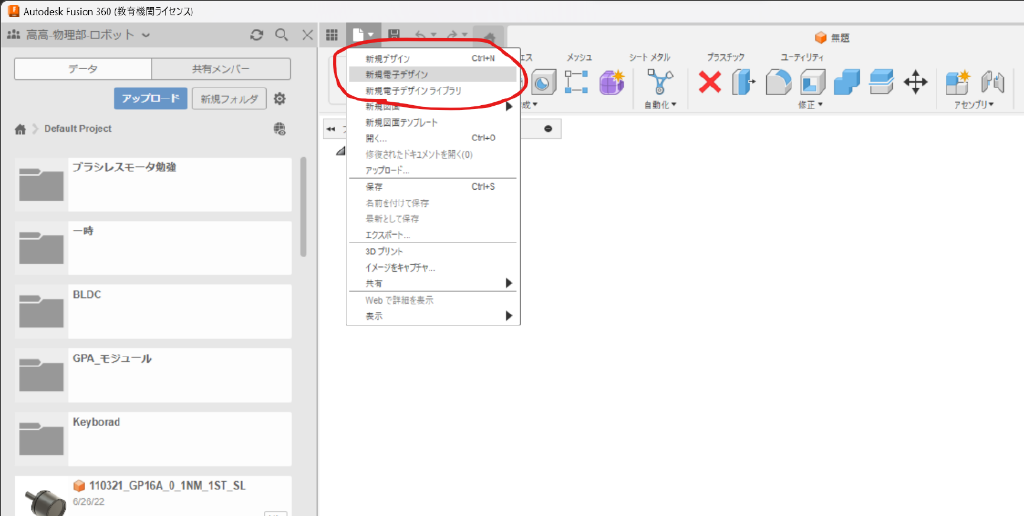 Autodesk Fusion 360 (教育機関ライセンス)
高高-物理部-ロボット
無題
データ
共有メンバー
アップロード
新規フォルダ
Default Project
ブラシレスモータ勉強
一時
BLDC
GPA_モジュール
Keyborad
110321_GP16A_0_1NM_1ST_SL
6/26/22
新規デザイン Ctrl+N
新規電子デザイン
新規電子デザインライブラリ
新規図面
新規図面テンプレート
開く... Ctrl+O
修復されたドキュメントを開く(0)
アップロード...
保存 Ctrl+S
名前を付けて保存
最新として保存
エクスポート...
3D プリント
イメージをキャプチャ...
共有
Web で詳細を表示
表示
メッシュ
シート メタル
プラスチック
ユーティリティ
自動化
修正
アセンブリ